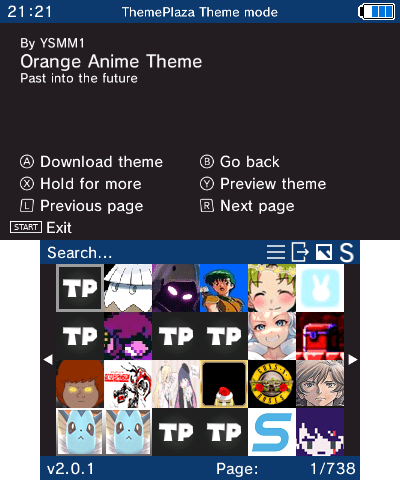 21:21 ThemePlaza Theme mode
By YSMM1
Orange Anime Theme
Past into the future
Ⓐ Download theme Ⓑ Go back
Ⓧ Hold for more Ⓨ Preview theme
L Previous page R Next page
START Exit
Search... S
TP
TP TP TP
TP TP
v2.0.1 Page: 1/738